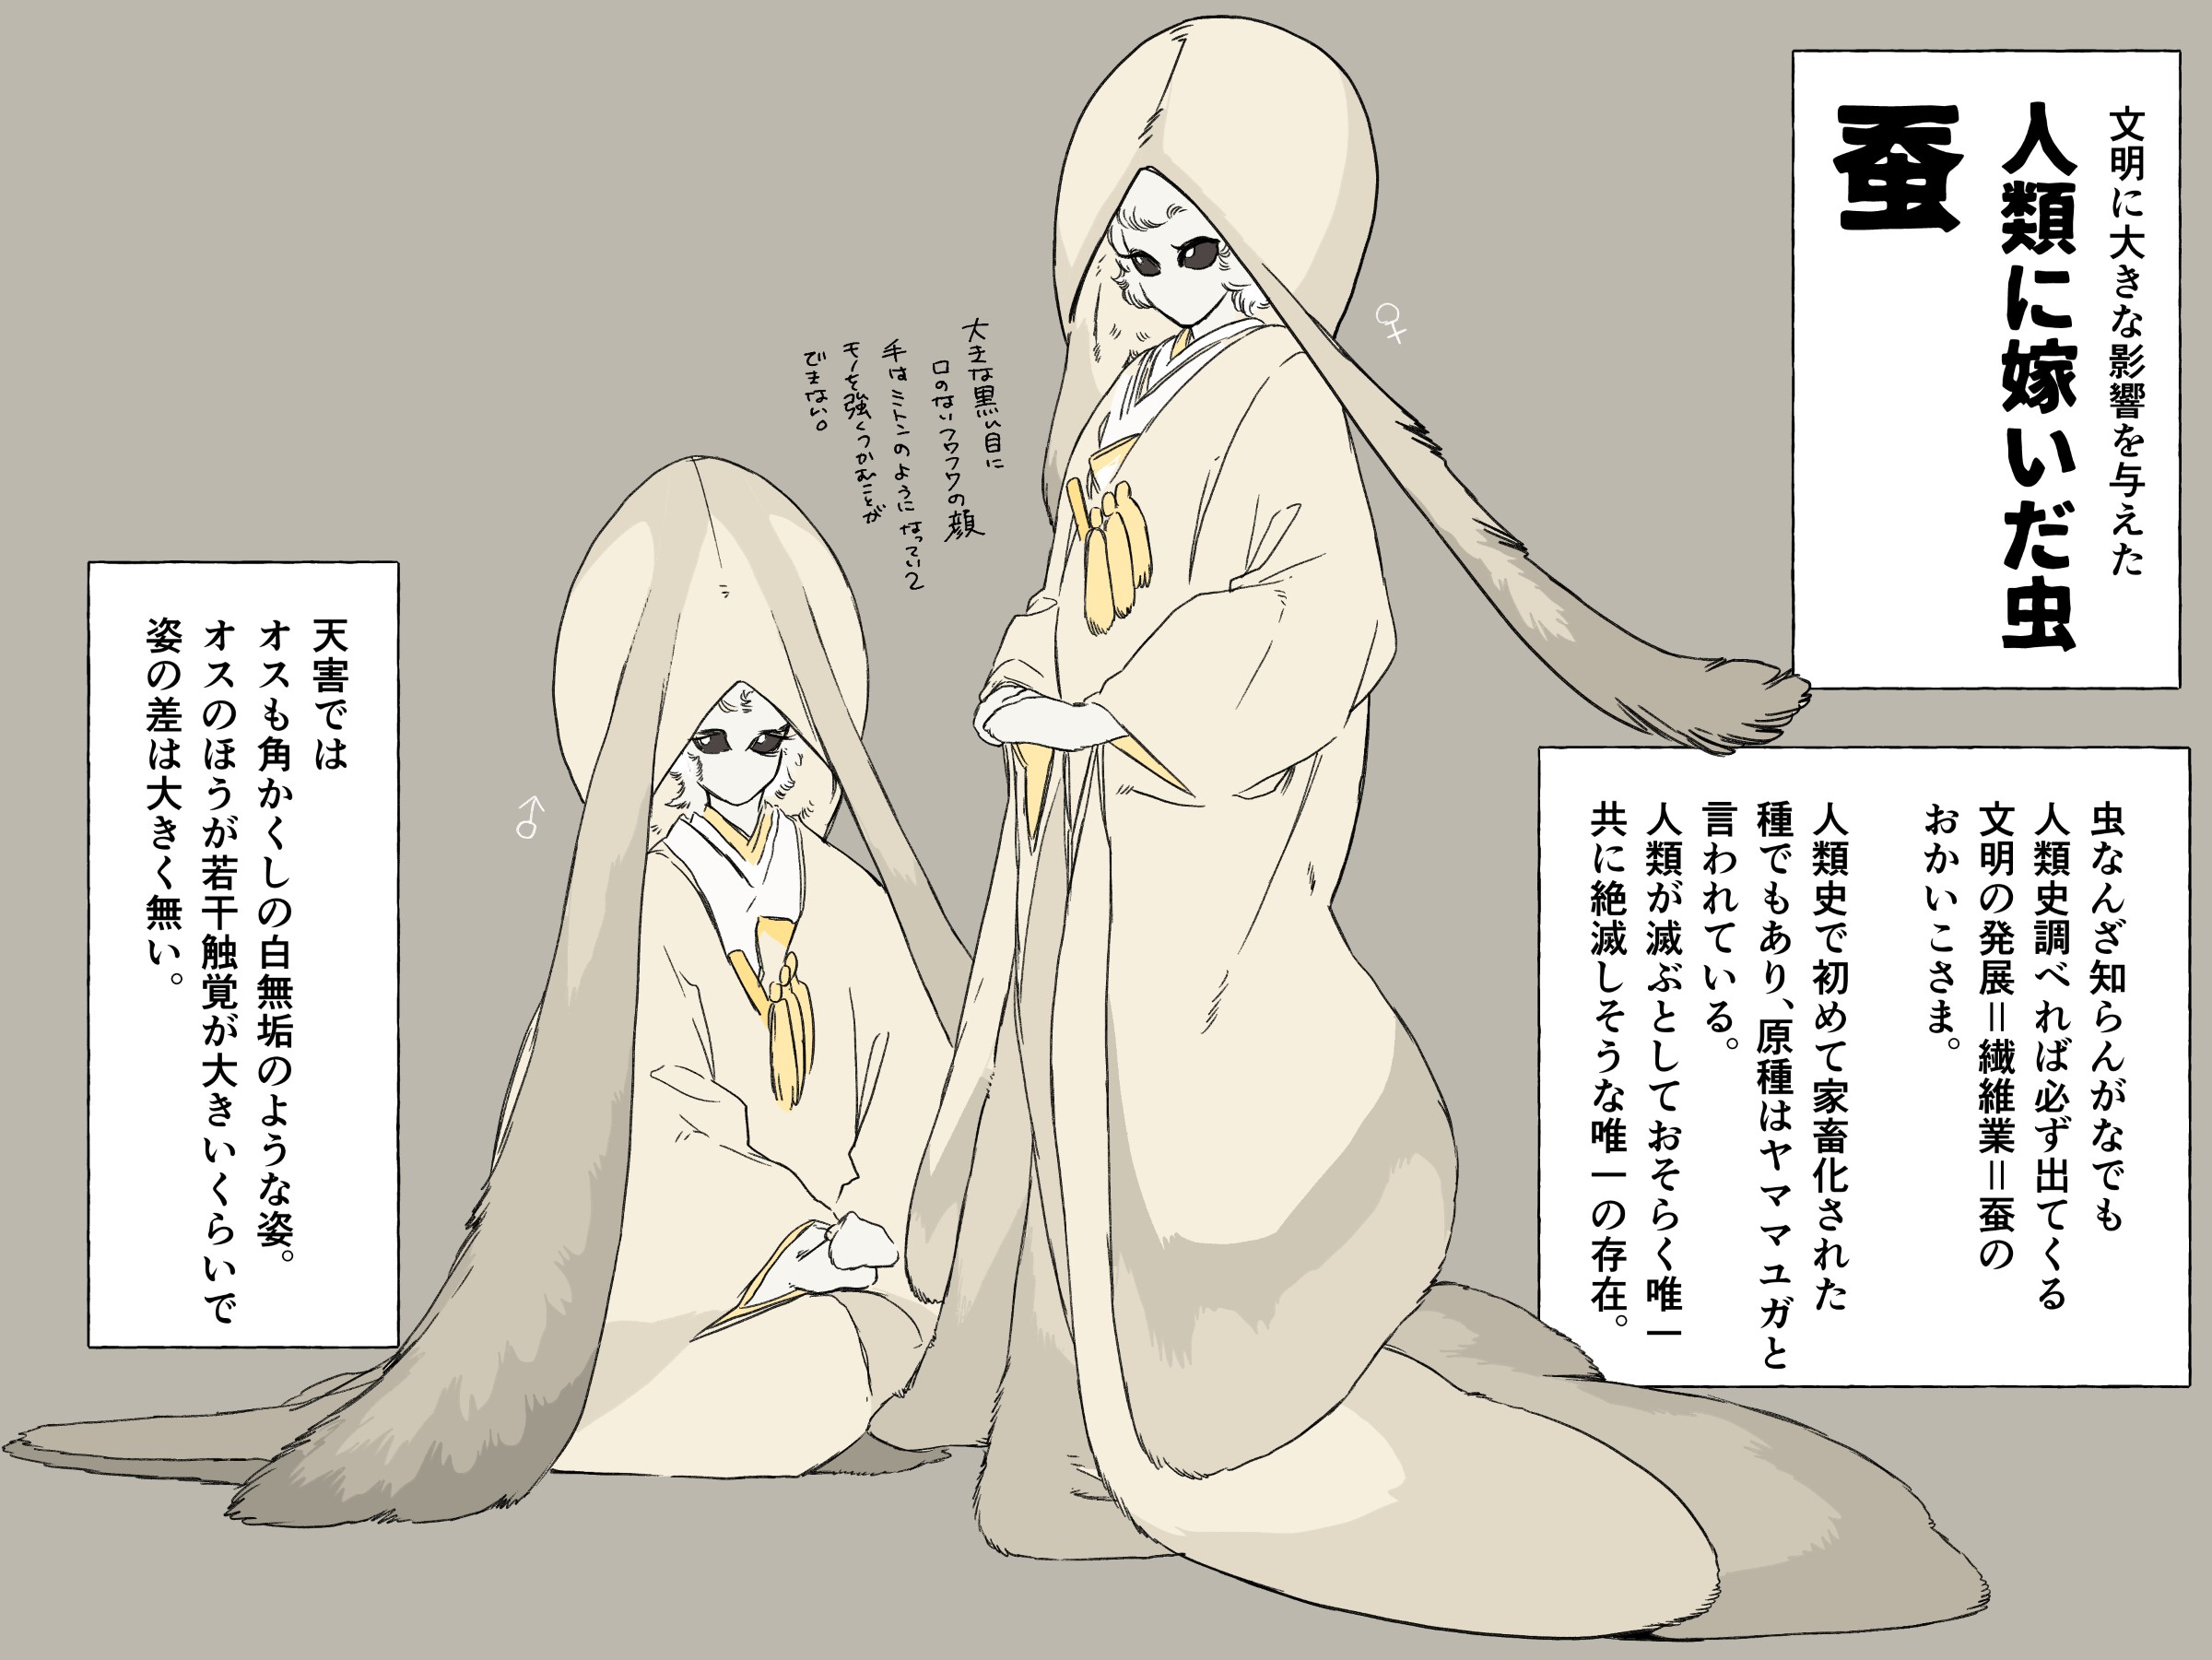 文明に大きな影響を与えた
人類に嫁いだ虫
蚕
虫なんざ知らんがなでも
人類史調べれば必ず出てくる
文明の発展＝繊維業＝蚕の
おかいこさま。
人類史で初めて家畜化された
種でもあり、原種はヤママユガと
言われている。
人類が滅ぶとしておそらく唯一
共に絶滅しそうな唯一の存在。
♀
大きな黒い目に
口のないフワフワの顔
手はミトンのようになってい
モノを強くつかむことが
できない。
♂
天害では
オスも角かくしの白無垢のような姿。
オスのほうが若干触覚が大きいくらいで
姿の差は大きく無い。